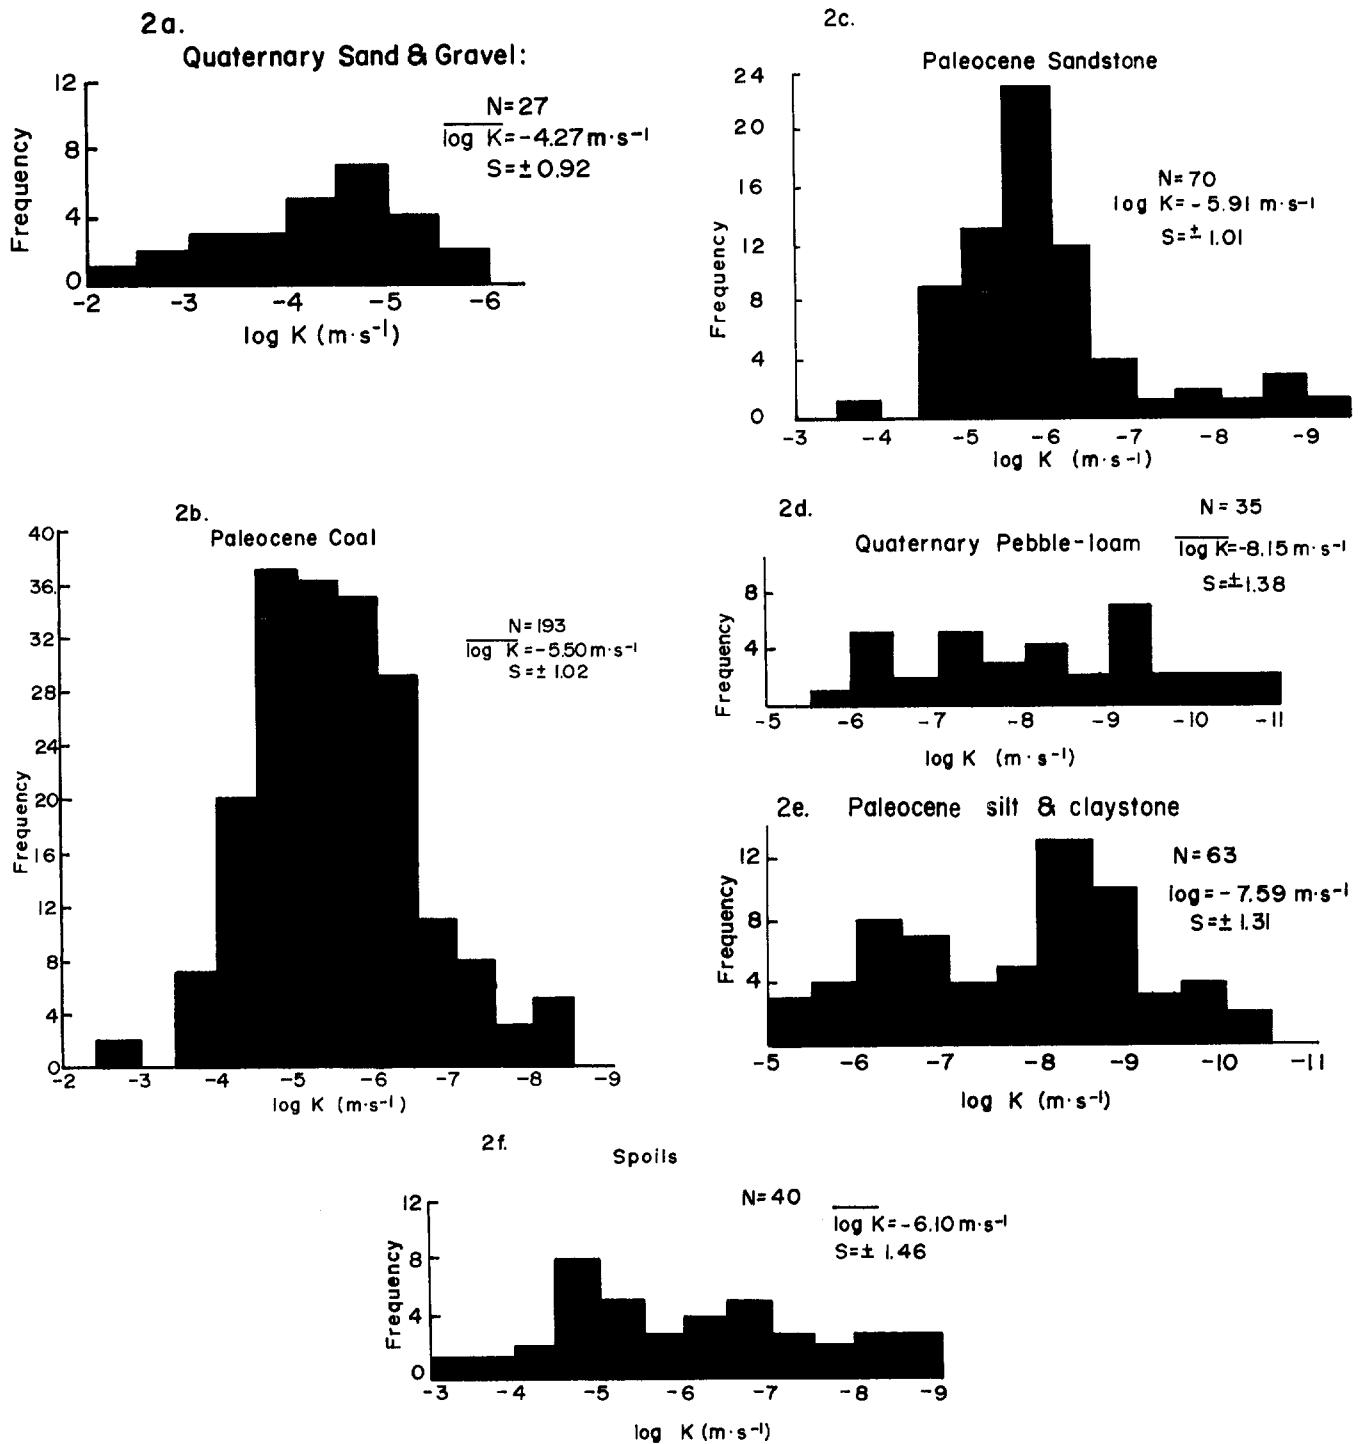 2a.
Quaternary Sand & Gravel:
N=27
log K=-4.27m·s⁻¹
S=±0.92
Frequency
12
8
4
0
-2 -3 -4 -5 -6
log K (m·s⁻¹)
2c.
Paleocene Sandstone
N=70
log K=-5.91 m·s⁻¹
S=±1.01
Frequency
24
20
16
12
8
4
0
-3 -4 -5 -6 -7 -8 -9
log K (m·s⁻¹)
2b.
Paleocene Coal
N=193
log K=-5.50m·s⁻¹
S=± 1.02
Frequency
40
36
32
28
24
20
16
12
8
4
0
-2 -3 -4 -5 -6 -7 -8 -9
log K (m·s⁻¹)
2d.
Quaternary Pebble-loam
N= 35
log K=-8.15 m·s⁻¹
S=±1.38
Frequency
8
4
-5 -6 -7 -8 -9 -10 -11
log K (m·s⁻¹)
2e. Paleocene silt & claystone
N= 63
log=-7.59 m·s⁻¹
S=± 1.31
Frequency
12
8
4
-5 -6 -7 -8 -9 -10 -11
log K (m·s⁻¹)
2f.
Spoils
N=40
log K=-6.10m·s⁻¹
S=± 1.46
Frequency
12
8
4
0
-3 -4 -5 -6 -7 -8 -9
log K (m·s⁻¹)